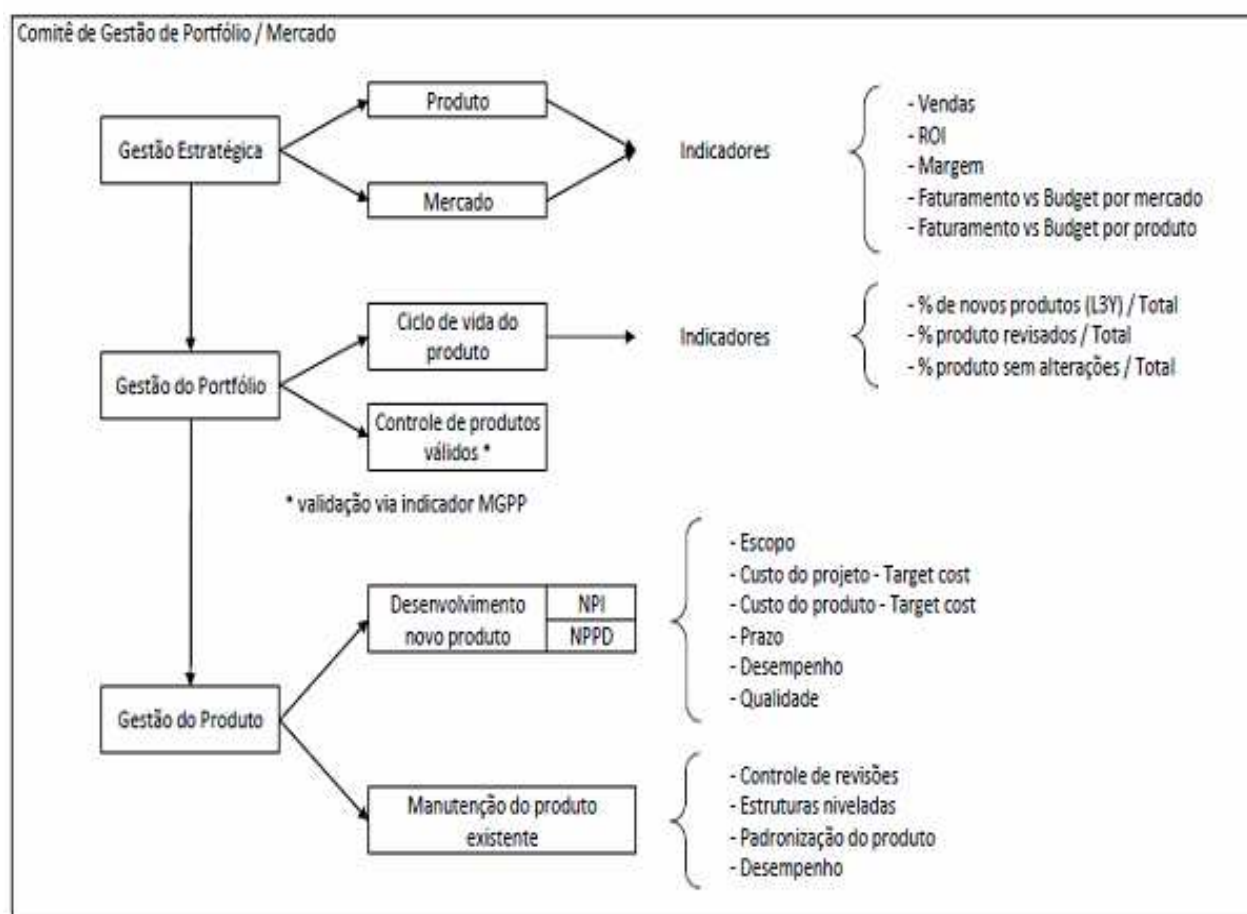 Comitê de Gestão de Portfólio / Mercado
Produto
Gestão Estratégica
Mercado
Indicadores
- Vendas
- ROI
- Margem
- Faturamento vs Budget por mercado
- Faturamento vs Budget por produto
Ciclo de vida do
produto
Indicadores
- % de novos produtos (L3Y) / Total
- % produto revisados / Total
- % produto sem alterações / Total
Gestão do Portfólio
Controle de produtos
válidos *
* validação via indicador MGPP
Desenvolvimento
novo produto
NPI
NPPD
- Escopo
- Custo do projeto - Target cost
- Custo do produto - Target cost
- Prazo
- Desempenho
- Qualidade
Gestão do Produto
Manutenção do produto
existente
- Controle de revisões
- Estruturas niveladas
- Padronização do produto
- Desempenho